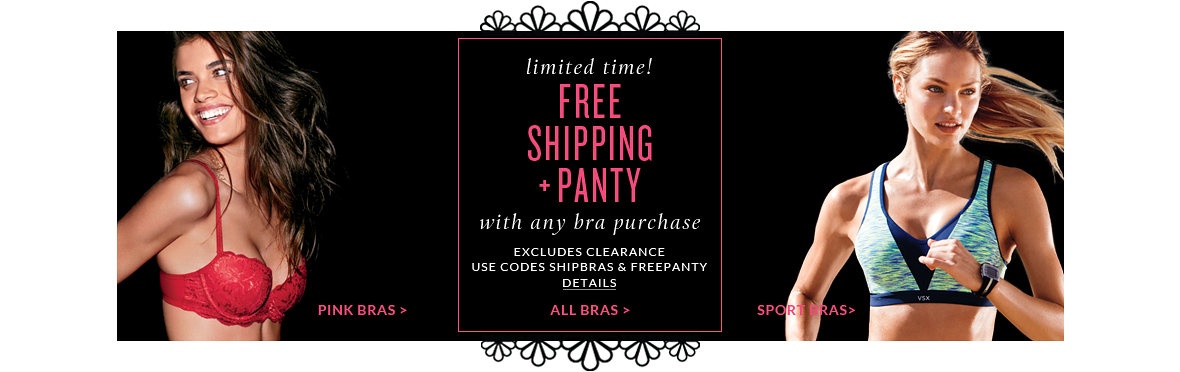 limited time!
FREE
SHIPPING
+ PANTY
with any bra purchase
EXCLUDES CLEARANCE
USE CODES SHIPBRAS & FREEPANTY
DETAILS
PINK BRAS >
ALL BRAS >
SPORT BRAS>
VSX